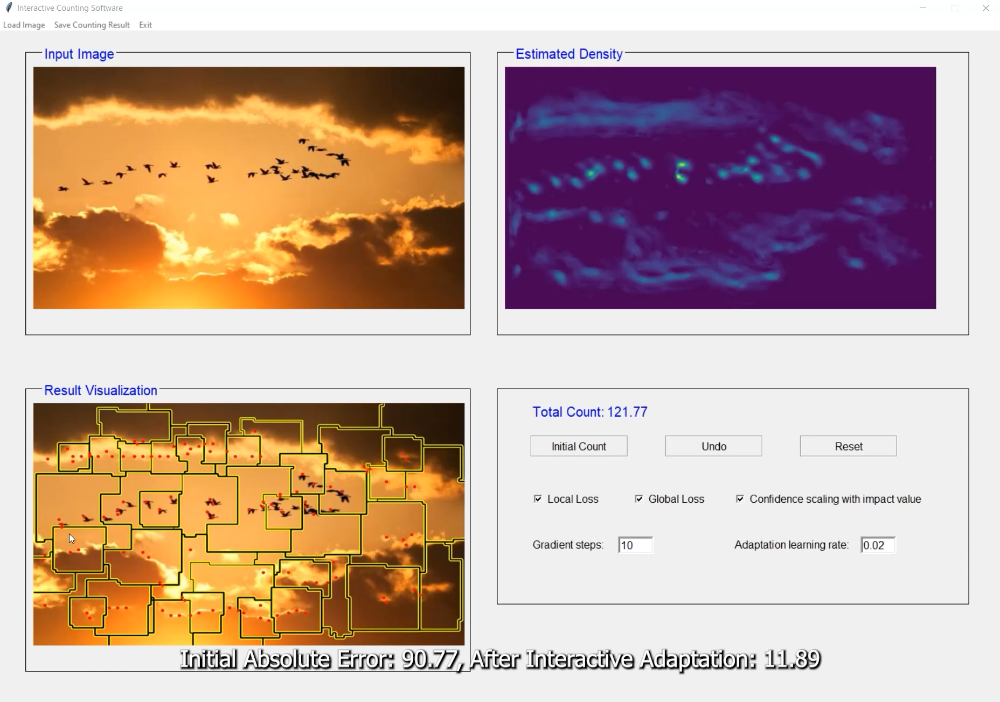 Interactive Counting Software
Load Image Save Counting Result Exit
Input Image
Estimated Density
Result Visualization
Total Count: 121.77
Initial Count Undo Reset
Local Loss Global Loss Confidence scaling with impact value
Gradient steps: 10 Adaptation learning rate: 0.02
Initial Absolute Error: 90.77, After Interactive Adaptation: 11.89